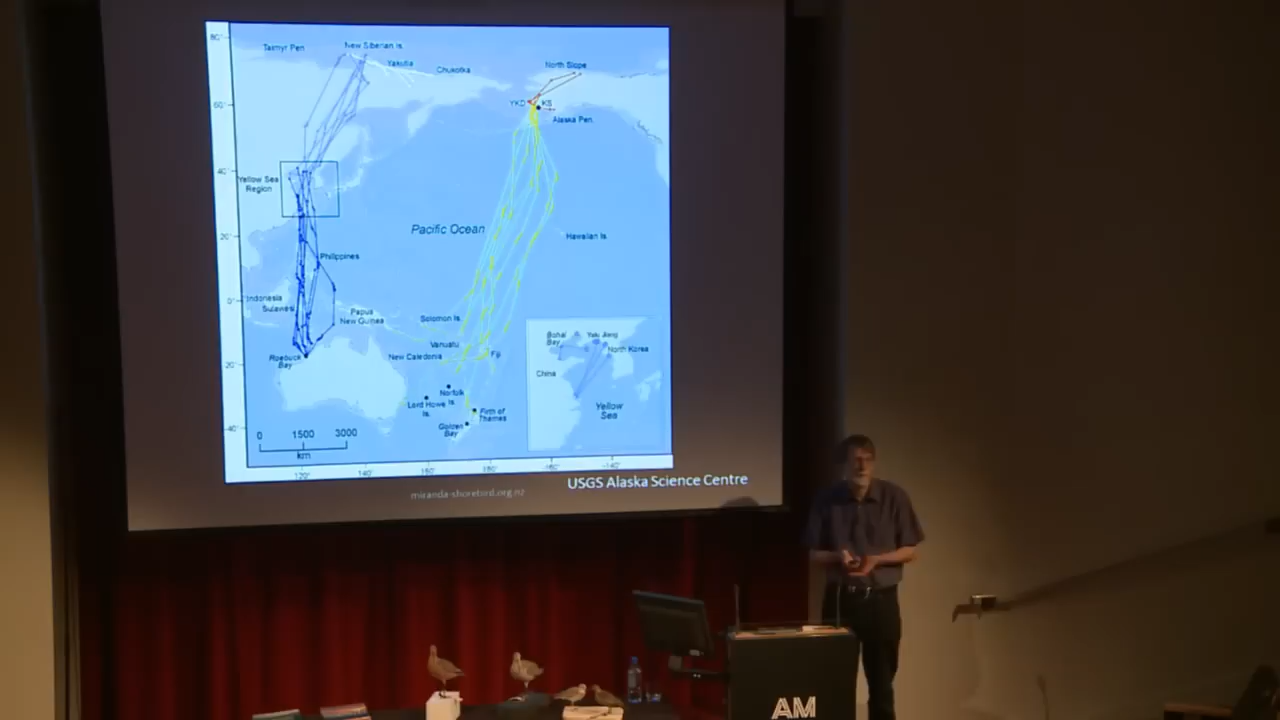 80°
Taimyr Pen
New Siberian Is.
Yakutia
Chukotka
North Slope
60°
YKD
KS
Alaska Pen.
40°
Yellow Sea
Region
Pacific Ocean
20°
Hawaiian Is.
Philippines
0°
Indonesia
Sulawesi
Papua
New Guinea
Solomon Is.
Vanuatu
New Caledonia
Fiji
Roebuck
Bay
20°
Norfolk
Is.
Lord Howe
Is.
Firth of
Thames
Golden
Bay
40°
0 1500 3000
km
Bohai
Bay
Yalu Jiang
North Korea
China
Yellow
Sea
120° 140° 160° 180° -160° -140°
miranda-shorebird.org.nz
USGS Alaska Science Centre
AM